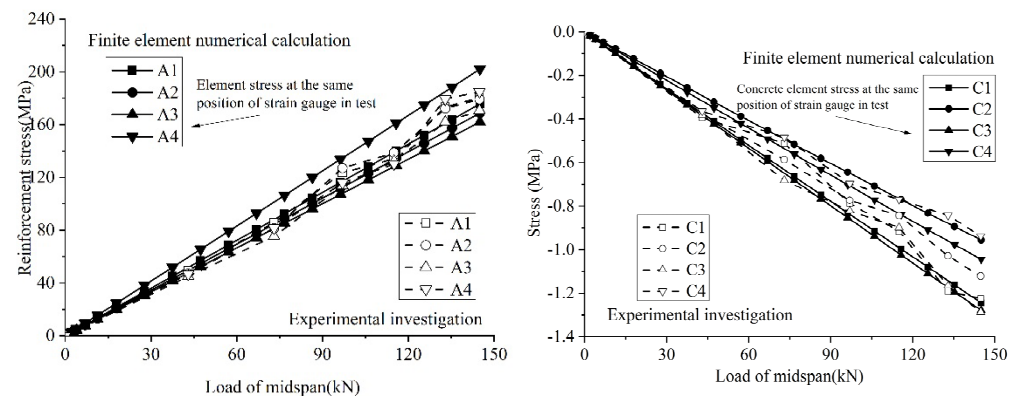 240
200
160
120
80
40
0
Reinforcement stress(MPa)
Finite element numerical calculation
A1
A2
A3
A4
Element stress at the same
position of strain gauge in test
A1
A2
A3
A4
Experimental investigation
0 30 60 90 120 150
Load of midspan(kN)
0.0
-0.2
-0.4
-0.6
-0.8
-1.0
-1.2
-1.4
Stress (MPa)
Finite element numerical calculation
Concrete element stress at the same
position of strain gauge in test
C1
C2
C3
C4
C1
C2
C3
C4
Experimental investigation
0 30 60 90 120 150
Load of midspan(kN)